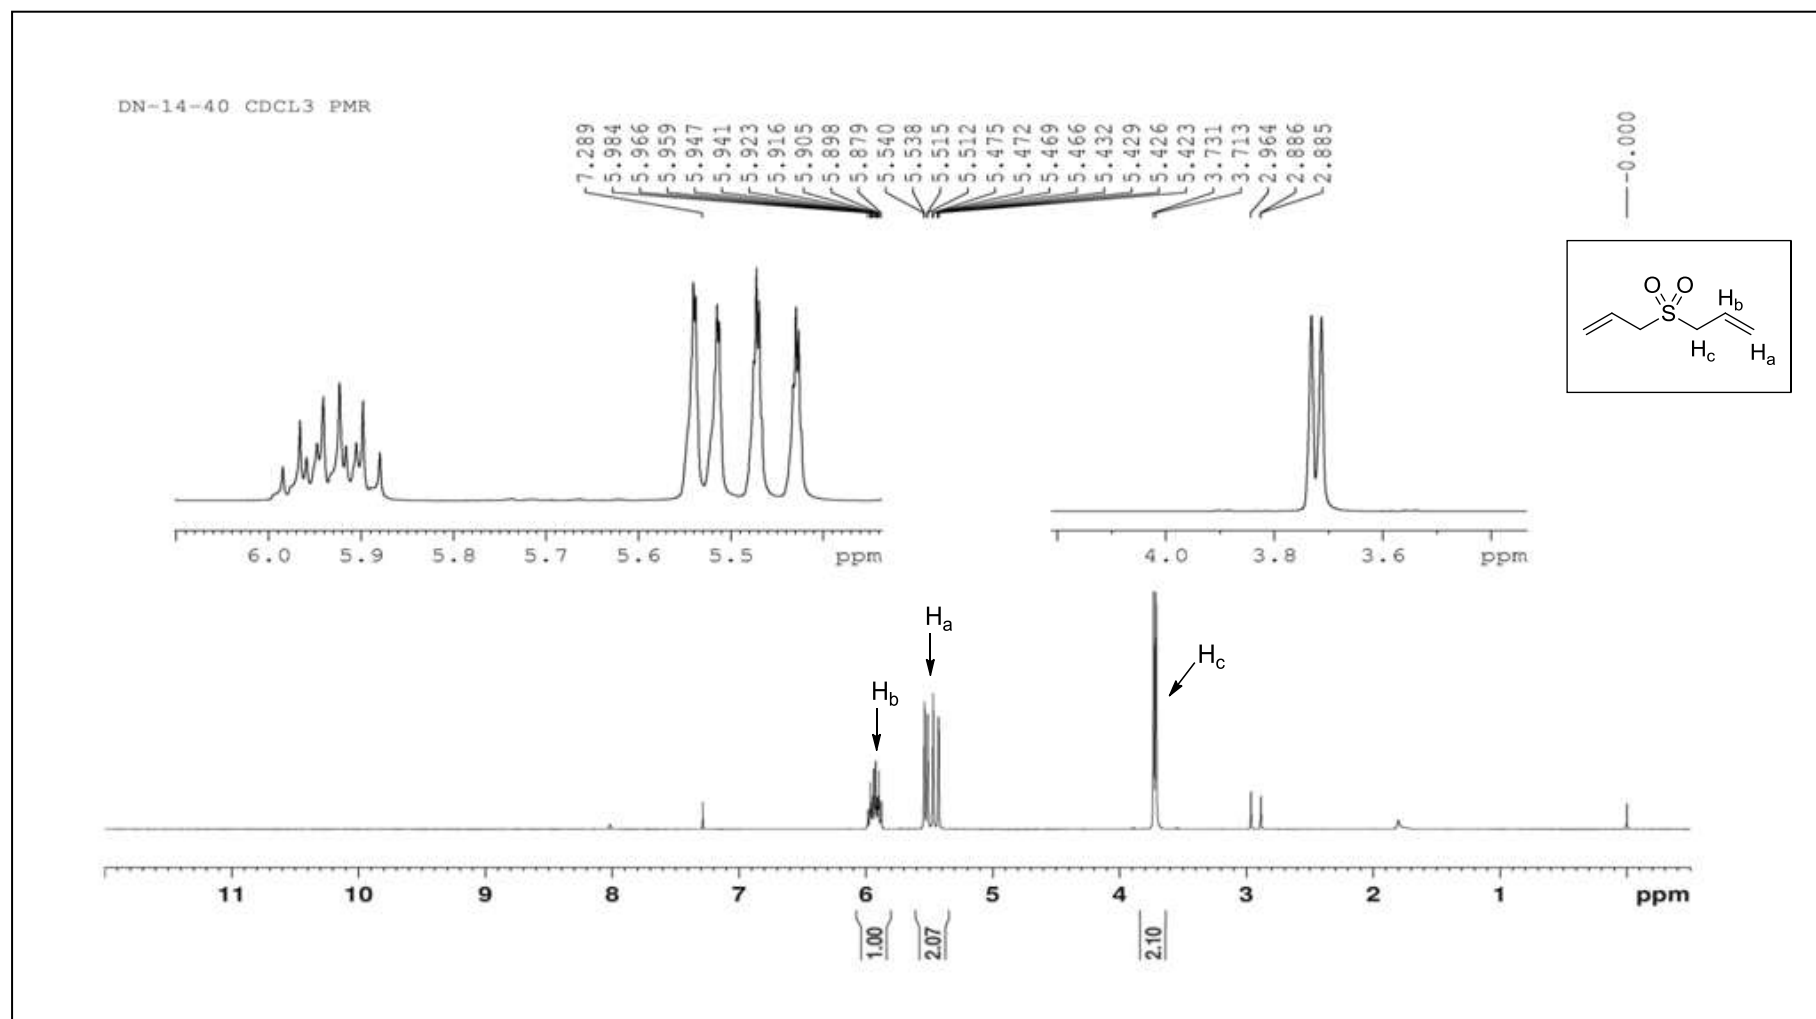 DN-14-40 CDCL3 PMR
7.289
5.984
5.966
5.959
5.947
5.941
5.923
5.916
5.905
5.898
5.879
5.540
5.538
5.515
5.512
5.475
5.472
5.469
5.466
5.432
5.429
5.426
5.423
3.731
3.713
2.964
2.886
2.885
-0.000
O O
S
Hb
Hc
Ha
6.0 5.9 5.8 5.7 5.6 5.5 ppm
4.0 3.8 3.6 ppm
Ha
Hb
Hc
11 10 9 8 7 6 5 4 3 2 1 ppm
1.00
2.07
2.10